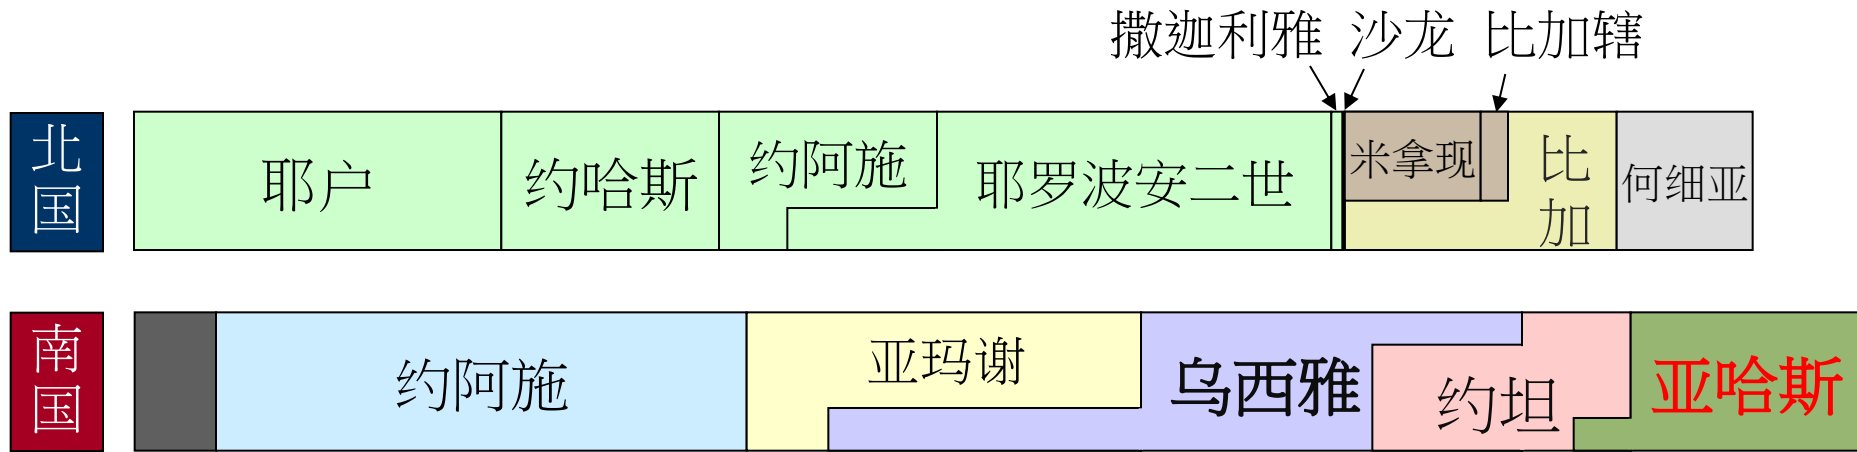 撒迦利雅 沙龙 比加辖
北国
耶户 约哈斯 约阿施 耶罗波安二世 米拿现 比加 何细亚
南国
约阿施 亚玛谢 乌西雅 约坦 亚哈斯